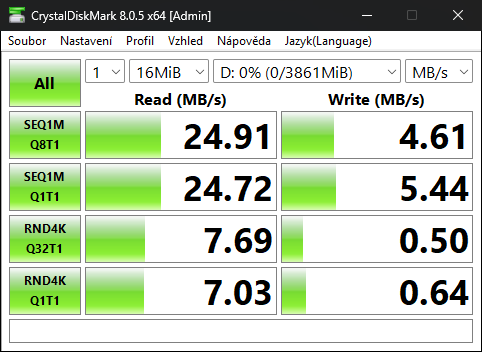 CrystalDiskMark 8.0.5 x64 [Admin]
Soubor Nastavení Profil Vzhled Nápověda Jazyk(Language)
All 1 16MiB D: 0% (0/3861MiB) MB/s
Read (MB/s) Write (MB/s)
SEQ1M
Q8T1 24.91 4.61
SEQ1M
Q1T1 24.72 5.44
RND4K
Q32T1 7.69 0.50
RND4K
Q1T1 7.03 0.64